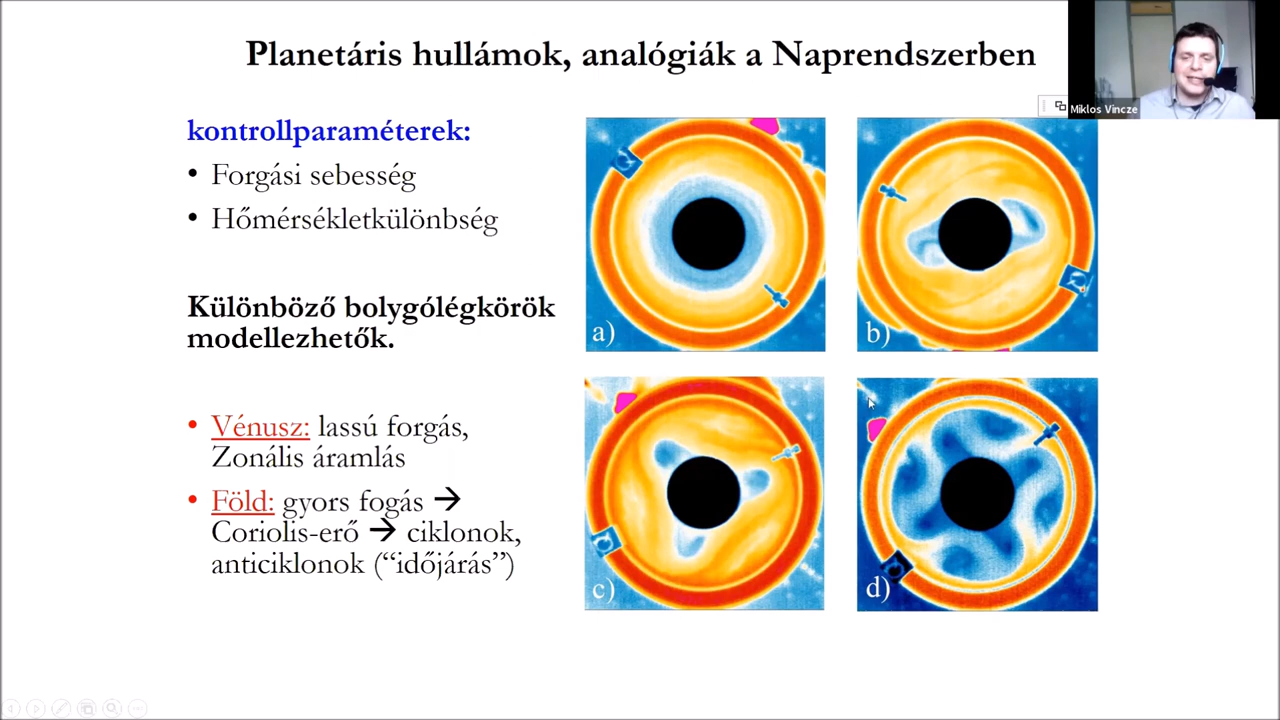 Planetáris hullámok, analógiák a Naprendszerben
Miklos Vincze
kontrollparaméterek:
• Forgási sebesség
• Hőmérsékletkülönbség
Különböző bolygólégkörök
modellezhetők.
• Vénusz: lassú forgás,
Zonális áramlás
• Föld: gyors fogás →
Coriolis-erő → ciklonok,
anticiklonok (“időjárás”)
a)
b)
c)
d)